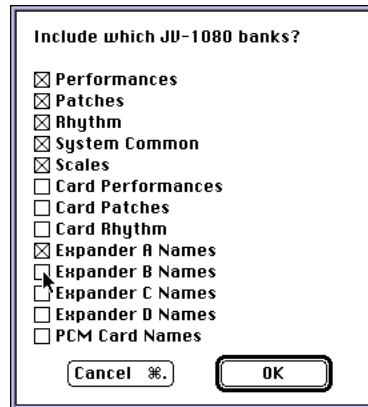 Include which JV-1080 banks?
Performances
Patches
Rhythm
System Common
Scales
Card Performances
Card Patches
Card Rhythm
Expander A Names
Expander B Names
Expander C Names
Expander D Names
PCM Card Names
Cancel ⌘. OK